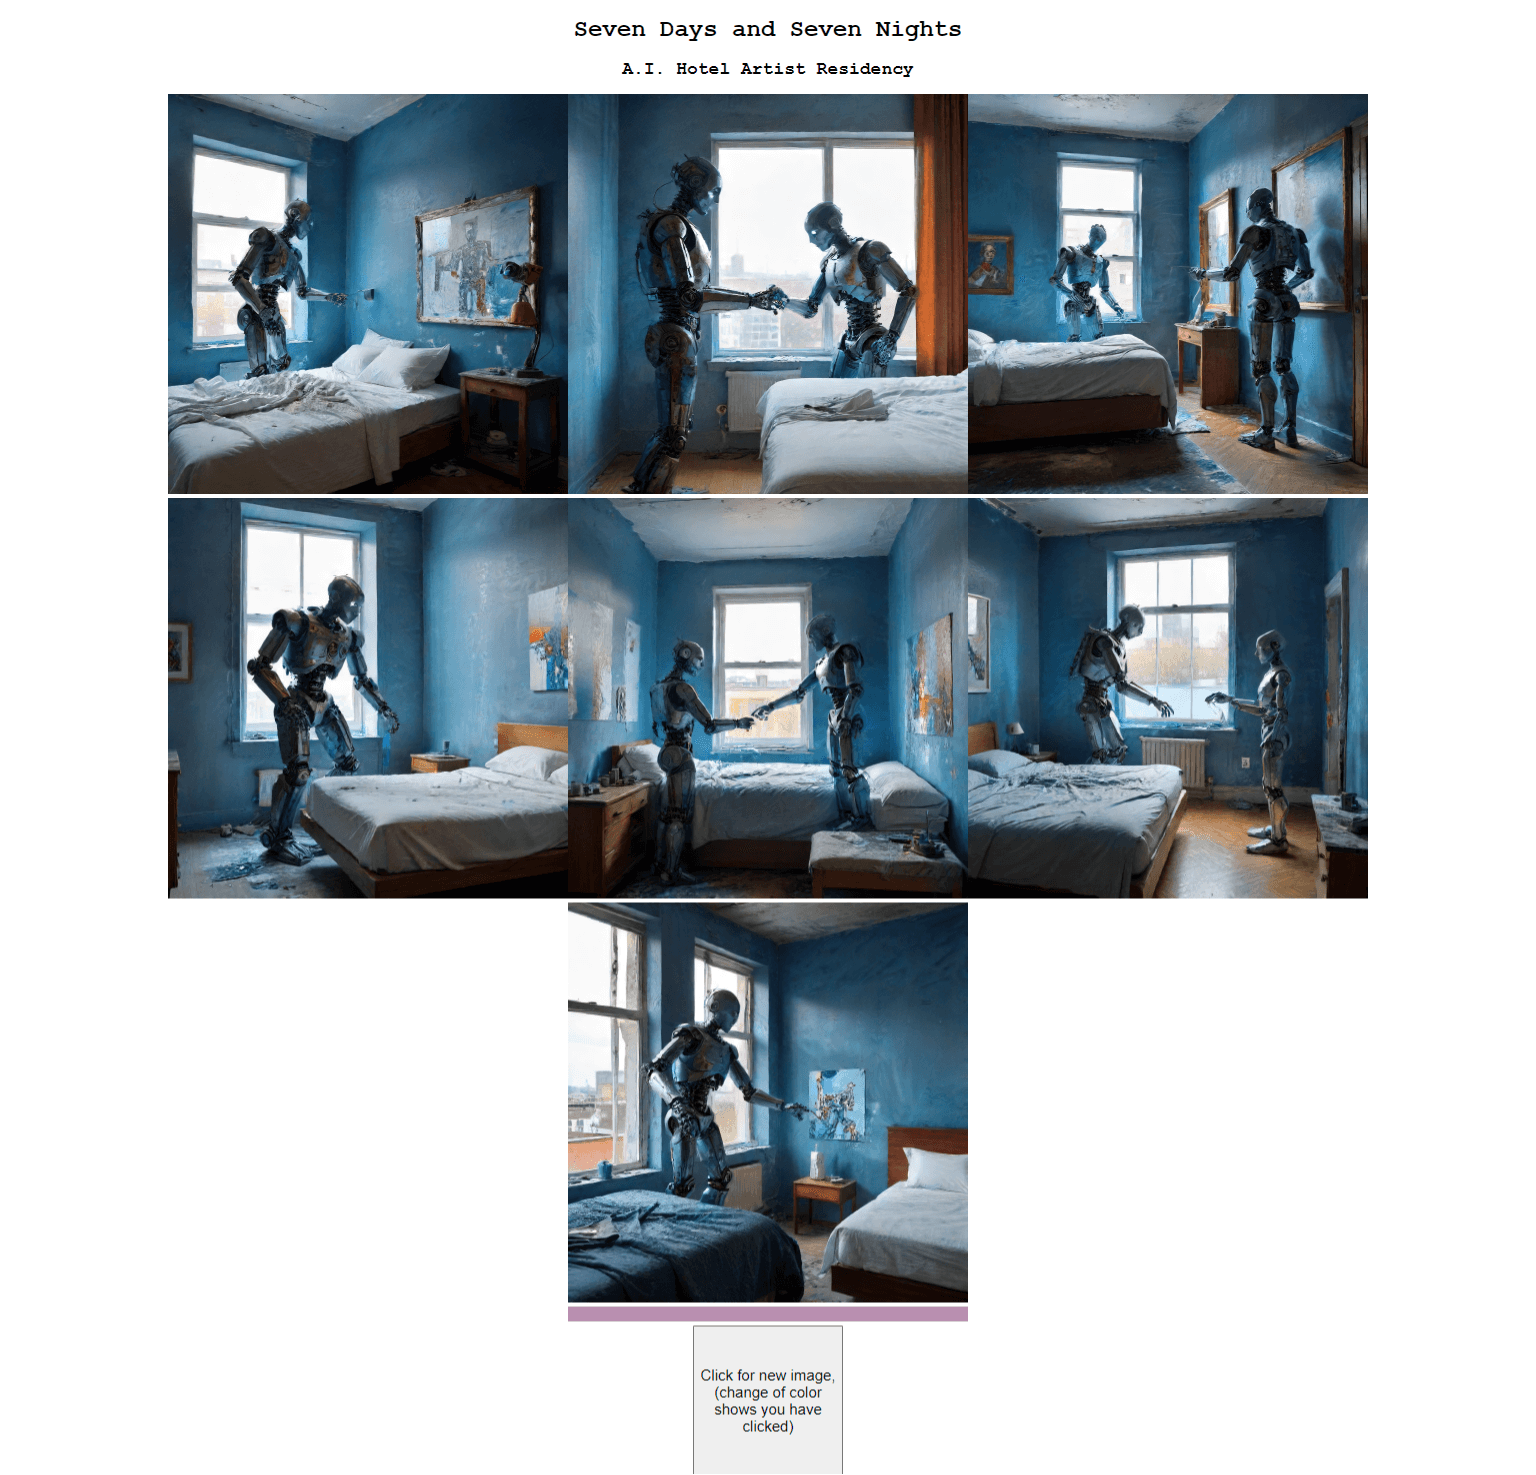 Seven Days and Seven Nights
A.I. Hotel Artist Residency
Click for new image,
(change of color
shows you have
clicked)